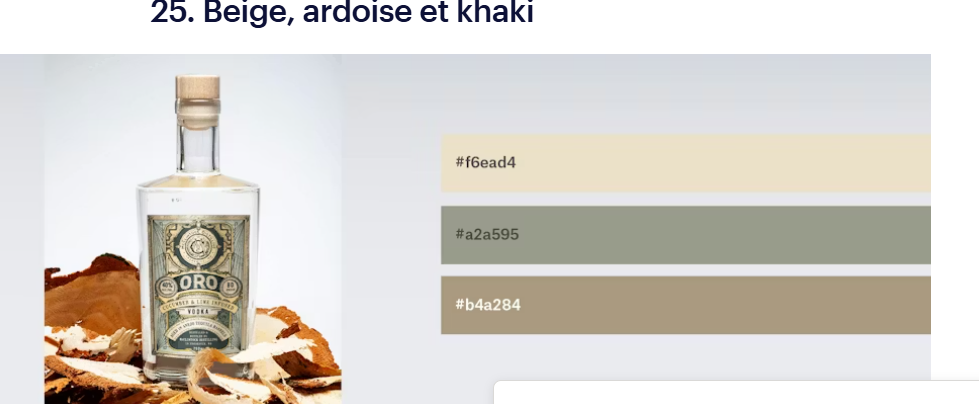 25. Beige, ardoise et khaki
#f6ead4
#a2a595
#b4a284
ORO
VODKA